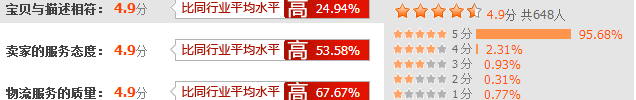 宝贝与描述相符： 4.9分 比同行业平均水平 高 24.94%
卖家的服务态度： 4.9分 比同行业平均水平 高 53.58%
物流服务的质量： 4.9分 比同行业平均水平 高 67.67%
4.9分 共648人
5分 95.68%
4分 2.31%
3分 0.93%
2分 0.31%
1分 0.77%